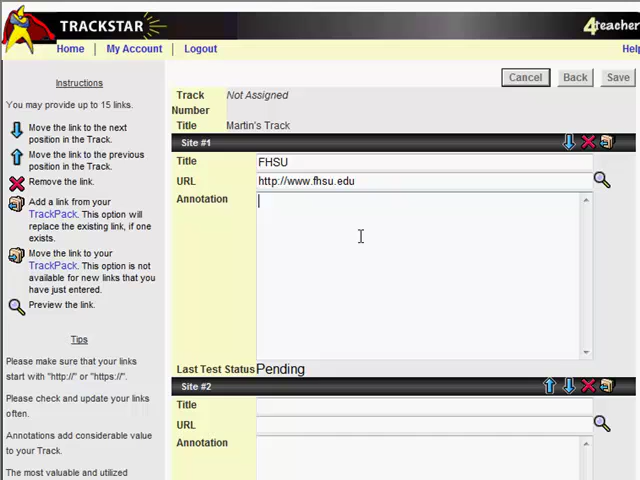 TRACKSTAR
4teacher
Home | My Account | Logout
Help
Instructions
You may provide up to 15 links.
Move the link to the next
position in the Track.
Move the link to the previous
position in the Track.
Remove the link.
Add a link from your
TrackPack. This option will
replace the existing link, if one
exists.
Move the link to your
TrackPack. This option is not
available for new links that you
have just entered.
Preview the link.
Tips
Please make sure that your links
start with "http://" or "https://".
Please check and update your links
often.
Annotations add considerable value
to your Track.
The most valuable and utilized
Cancel
Back
Save
Track
Number
Not Assigned
Title
Martin's Track
Site #1
Title
FHSU
URL
http://www.fhsu.edu
Annotation
Last Test Status
Pending
Site #2
Title
URL
Annotation